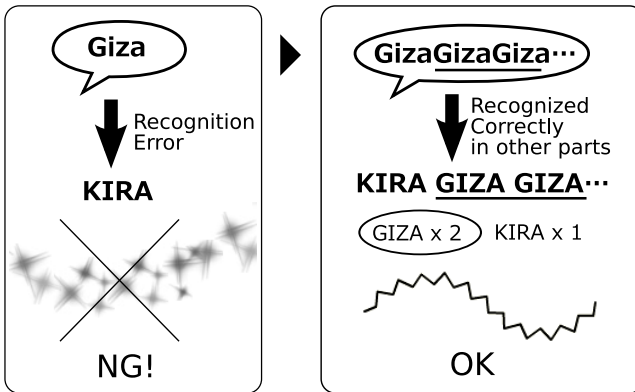 Giza
Recognition
Error
KIRA
NG!
GizaGizaGiza…
Recognized
Correctly
in other parts
KIRA GIZA GIZA…
GIZA x 2 KIRA x 1
OK